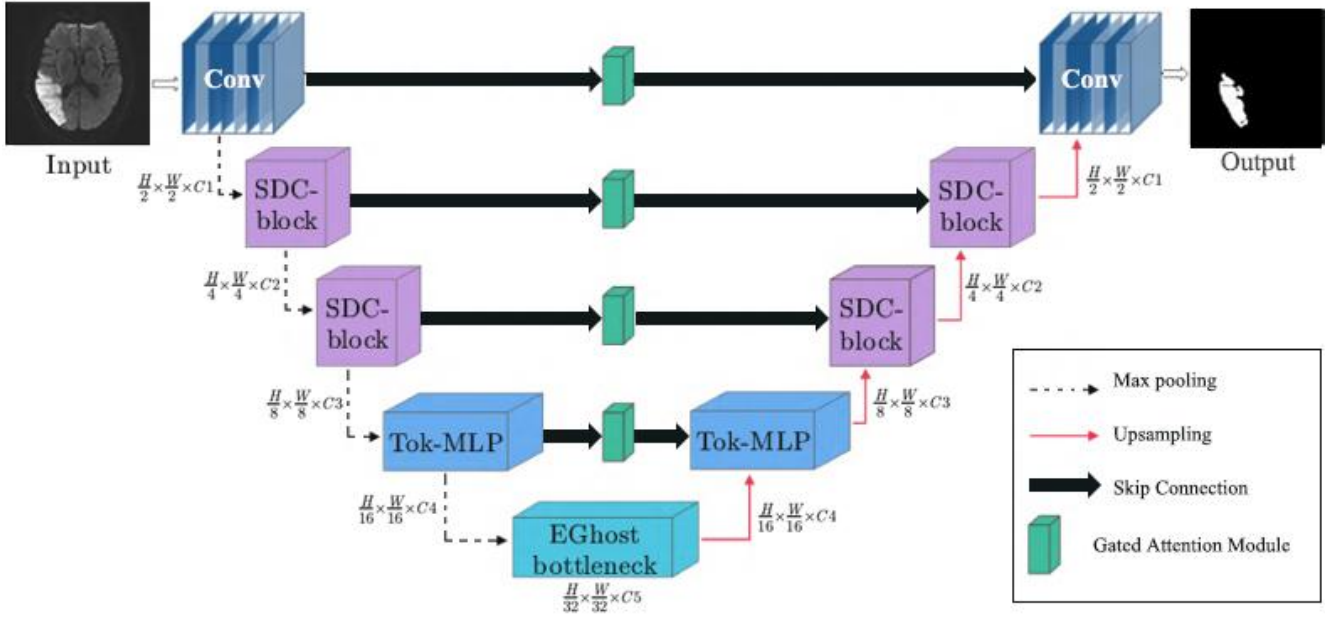 Conv
Conv
Input
Output
H/2 × W/2 × C1
SDC-
block
SDC-
block
H/2 × W/2 × C1
H/4 × W/4 × C2
SDC-
block
SDC-
block
H/4 × W/4 × C2
H/8 × W/8 × C3
Tok-MLP
Tok-MLP
H/8 × W/8 × C3
H/16 × W/16 × C4
EGhost
bottleneck
H/16 × W/16 × C4
H/32 × W/32 × C5
Max pooling
Upsampling
Skip Connection
Gated Attention Module